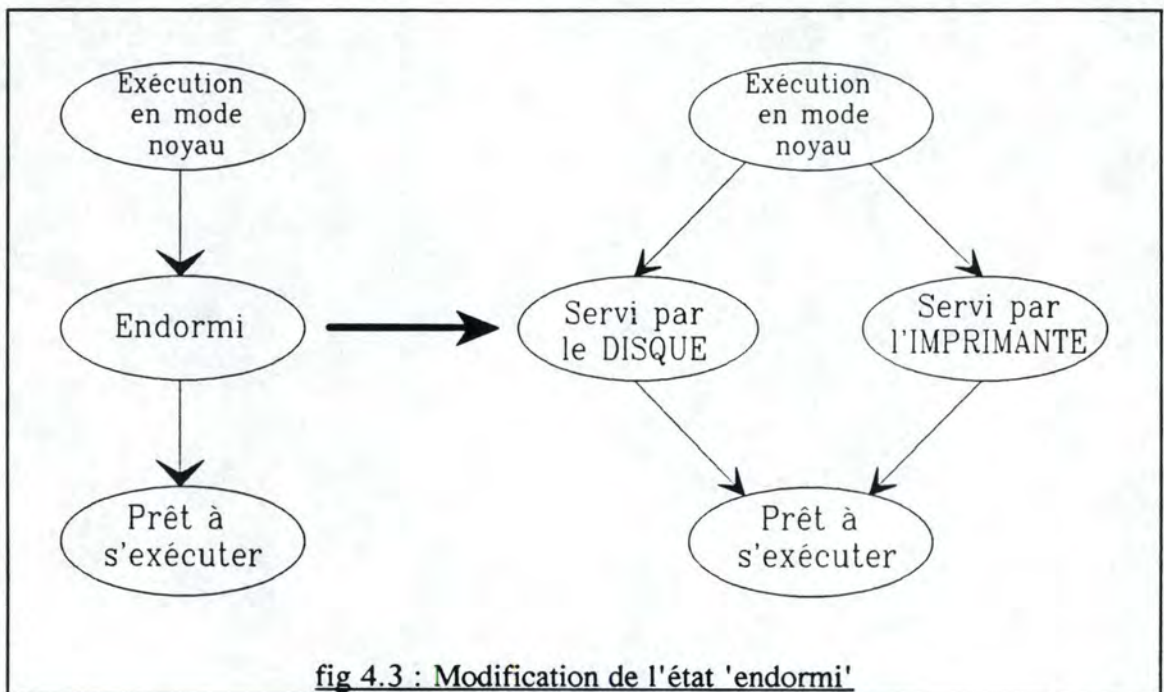 Exécution
en mode
noyau
Endormi
Prêt à
s'exécuter
Exécution
en mode
noyau
Servi par
le DISQUE
Servi par
l'IMPRIMANTE
Prêt à
s'exécuter
fig 4.3 : Modification de l'état 'endormi'